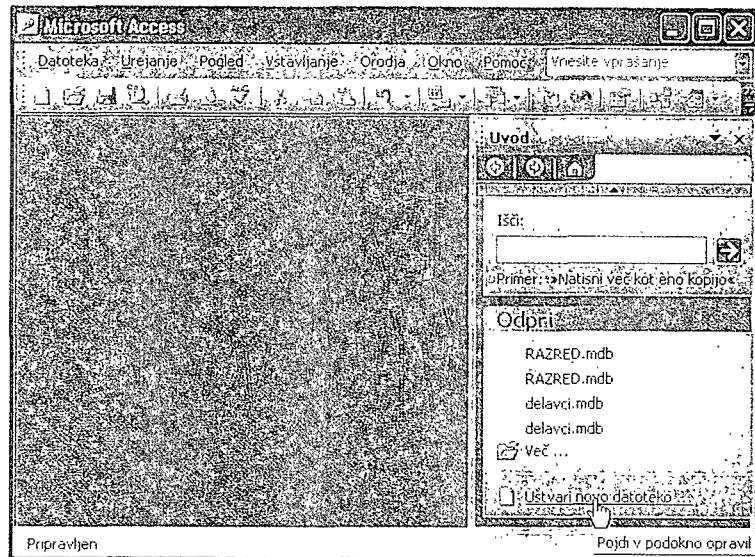 Microsoft Access
Datoteka Urejanje Pogled Vstavljanje Orodja Okno Pomoč Vnesite vprašanje
Uvod
Išči:
Primer: »Natisni več kot eno kopijo«
Odpri
RAZRED.mdb
RAZRED.mdb
delavci.mdb
delavci.mdb
Več ...
Ustvari novo datoteko...
Pripravljen
Pojdi v podokno opravil